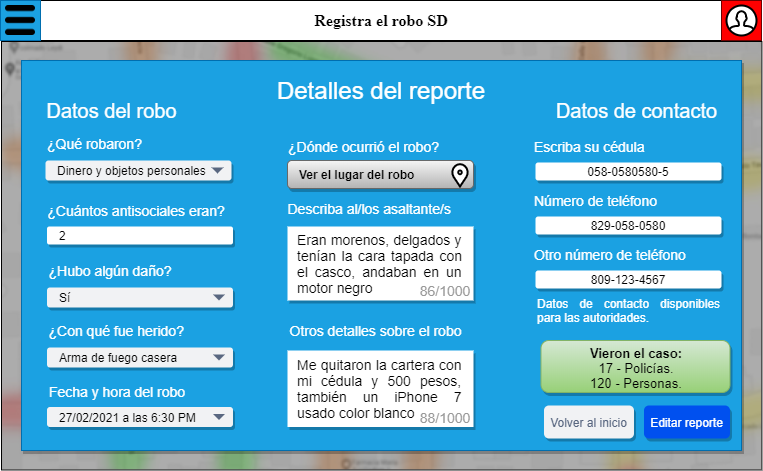 Registra el robo SD
Detalles del reporte
Datos del robo
¿Qué robaron?
Dinero y objetos personales
¿Cuántos antisociales eran?
2
¿Hubo algún daño?
Sí
¿Con qué fue herido?
Arma de fuego casera
Fecha y hora del robo
27/02/2021 a las 6:30 PM
¿Dónde ocurrió el robo?
Ver el lugar del robo
Describa al/los asaltante/s
Eran morenos, delgados y
tenían la cara tapada con
el casco, andaban en un
motor negro
86/1000
Otros detalles sobre el robo
Me quitaron la cartera con
mi cédula y 500 pesos,
también un iPhone 7
usado color blanco
88/1000
Datos de contacto
Escriba su cédula
058-0580580-5
Número de teléfono
829-058-0580
Otro número de teléfono
809-123-4567
Datos de contacto disponibles
para las autoridades.
Vieron el caso:
17 - Policías.
120 - Personas.
Volver al inicio
Editar reporte